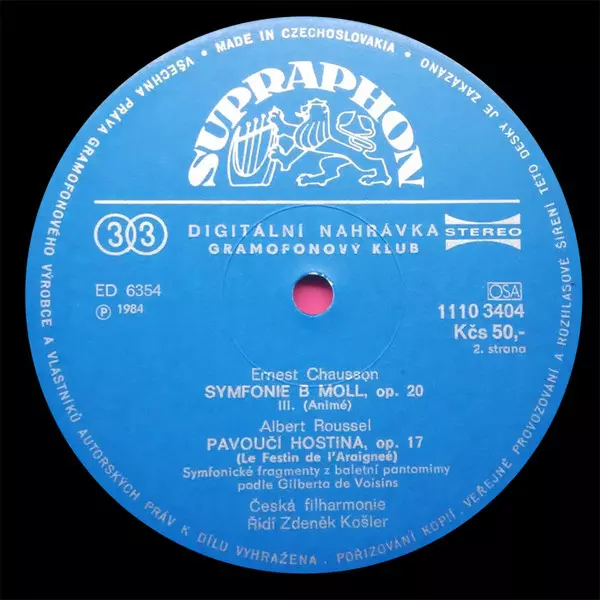 VŠECHNA PRÁVA GRAMOFONOVÉHO VÝROBCE A VLASTNÍKŮ AUTORSKÝCH PRÁV K DÍLU VYHRAŽENA. POŘIZOVÁNÍ KOPIÍ, VEŘEJNÉ PROVOZOVÁNÍ A ROZHLASOVÉ ŠÍŘENÍ TÉTO DESKY JE ZAKÁZÁNO
• MADE IN CZECHOSLOVAKIA •
SUPRAPHON
33
DIGITÁLNÍ NAHRÁVKA
GRAMOFONOVÝ KLUB
STEREO
ED 6354
℗ 1984
OSA
1110 3404
Kčs 50,-
2. strana
Ernest Chausson
SYMFONIE B MOLL, op. 20
III. (Animé)
Albert Roussel
PAVOUČÍ HOSTINA, op. 17
(Le Festin de l'Araigneé)
Symfonické fragmenty z baletní pantomimy
podle Gilberta de Voisins
Česká filharmonie
Řídí Zdeněk Košler